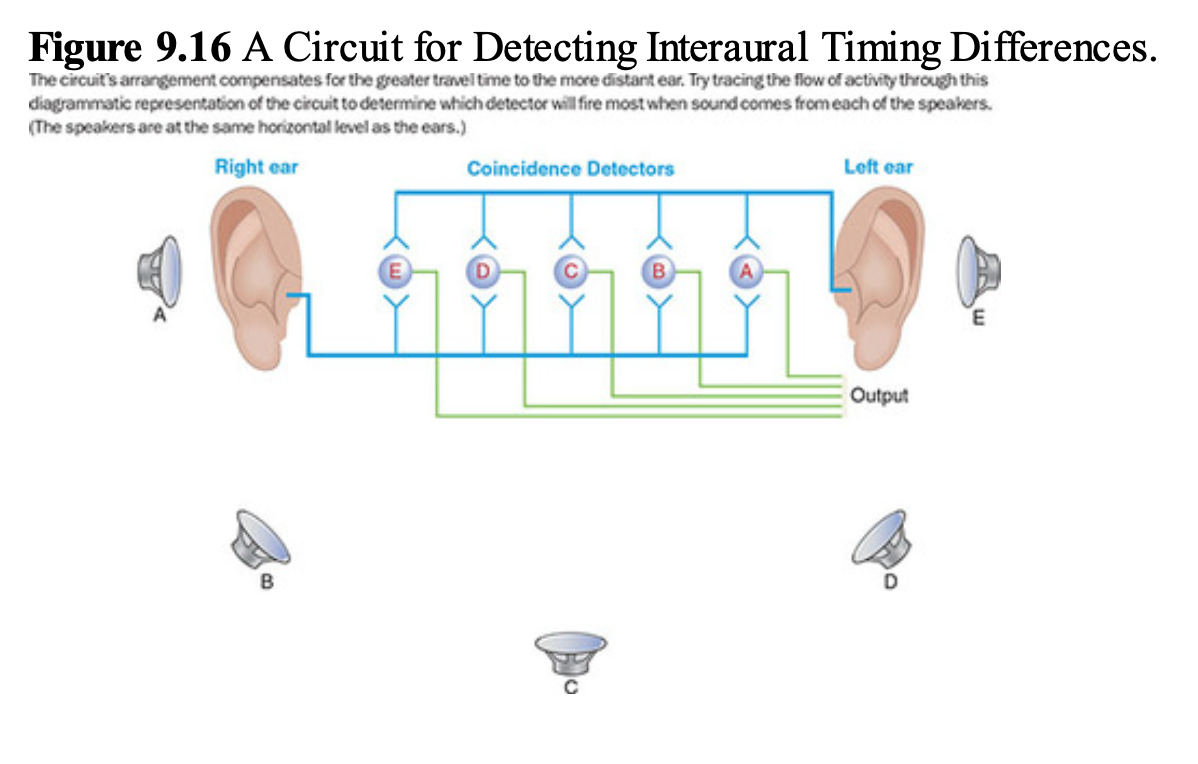 Figure 9.16 A Circuit for Detecting Interaural Timing Differences.
The circuit's arrangement compensates for the greater travel time to the more distant ear. Try tracing the flow of activity through this
diagrammatic representation of the circuit to determine which detector will fire most when sound comes from each of the speakers.
(The speakers are at the same horizontal level as the ears.)
Right ear Coincidence Detectors Left ear
E D C B A
A E
Output
B D
C